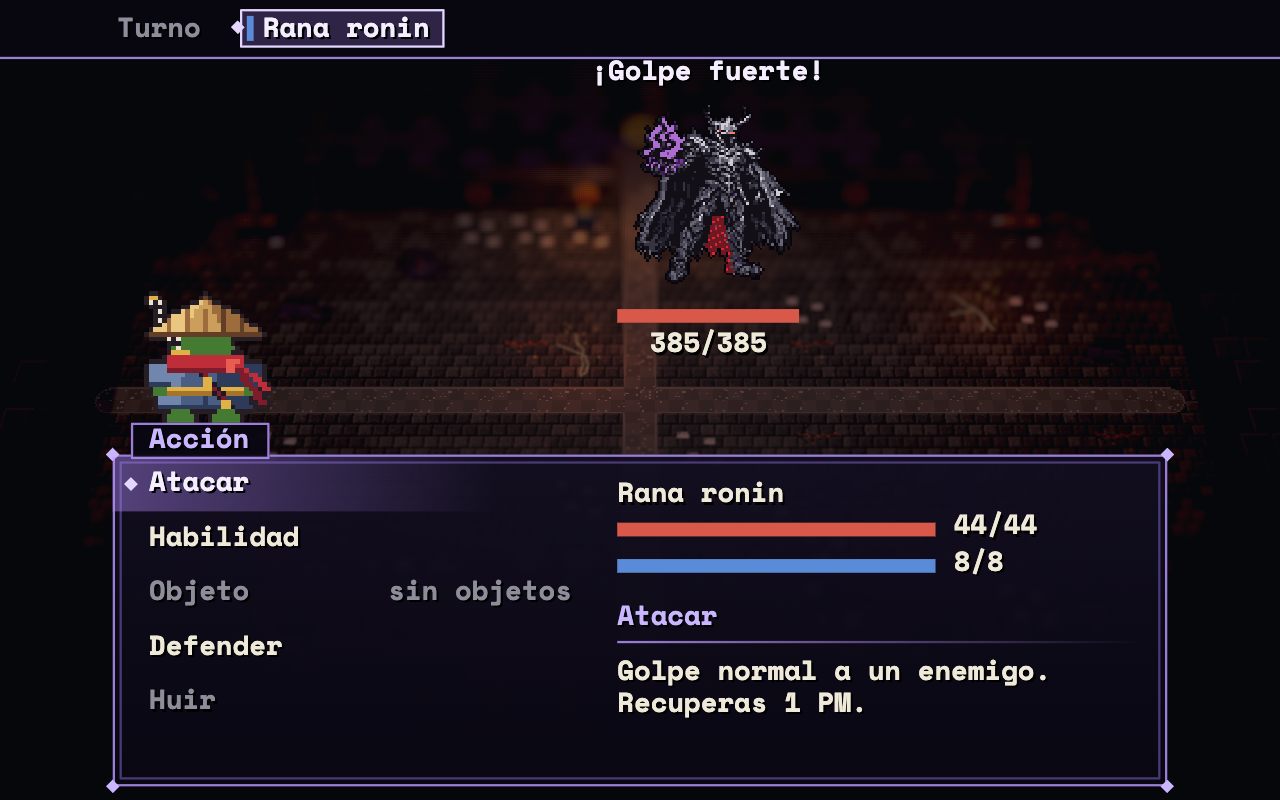 Turno
Rana ronin
¡Golpe fuerte!
385/385
Acción
Atacar
Habilidad
Objeto sin objetos
Defender
Huir
Rana ronin
44/44
8/8
Atacar
Golpe normal a un enemigo.
Recuperas 1 PM.